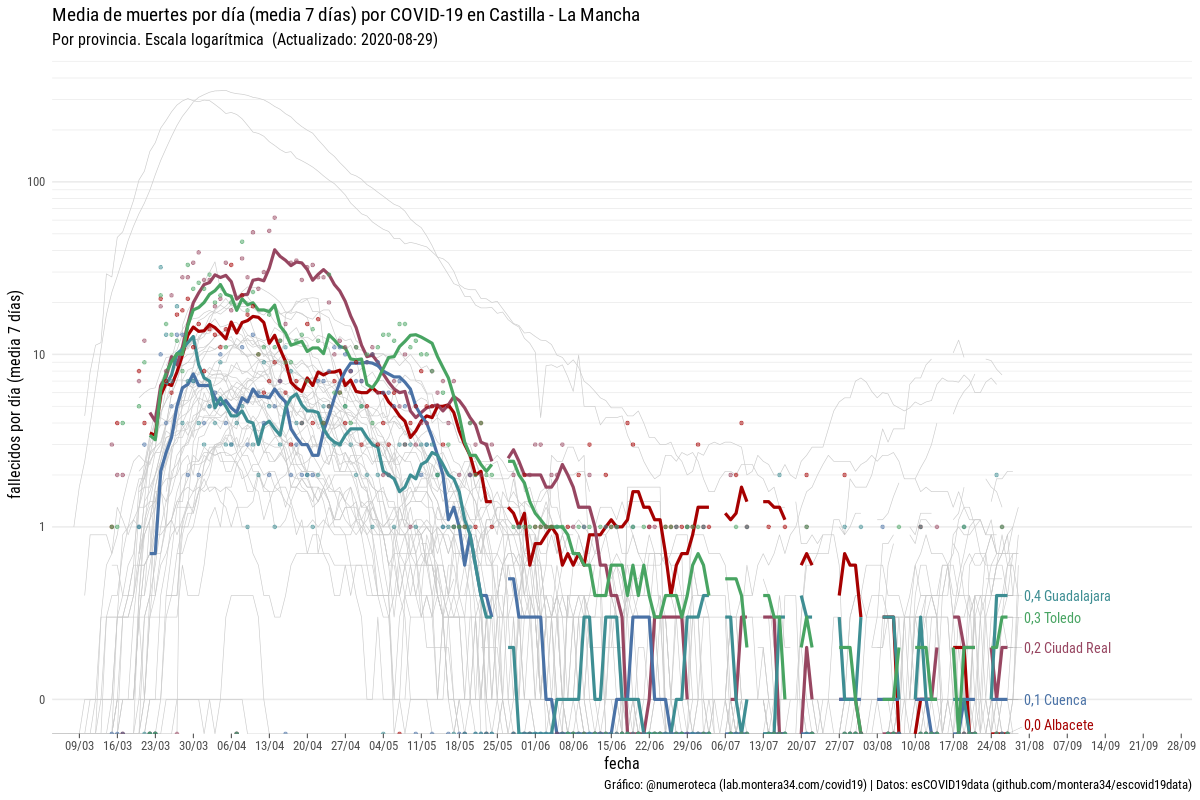 Media de muertes por día (media 7 días) por COVID-19 en Castilla - La Mancha
Por provincia. Escala logarítmica  (Actualizado: 2020-08-29)
fallecidos por día (media  7 días)
100
10
1
0
0,4 Guadalajara
0,3 Toledo
0,2 Ciudad Real
0,1 Cuenca
0,0 Albacete
09/03 16/03 23/03 30/03 06/04 13/04 20/04 27/04 04/05 11/05 18/05 25/05 01/06 08/06 15/06 22/06 29/06 06/07 13/07 20/07 27/07 03/08 10/08 17/08 24/08 31/08 07/09 14/09 21/09 28/09
fecha
Gráfico: @numeroteca (lab.montera34.com/covid19) | Datos: esCOVID19data (github.com/montera34/escovid19data)